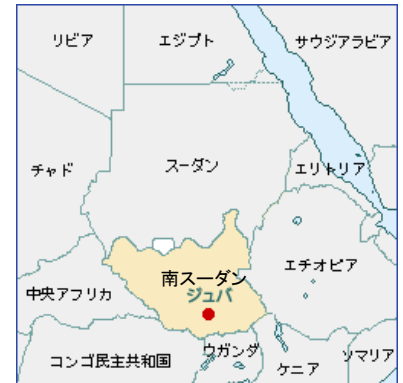 リビア
エジプト
サウジアラビア
チャド
スーダン
エリトリア
南スーダン
ジュバ
エチオピア
中央アフリカ
コンゴ民主共和国
ウガンダ
ケニア
ソマリア